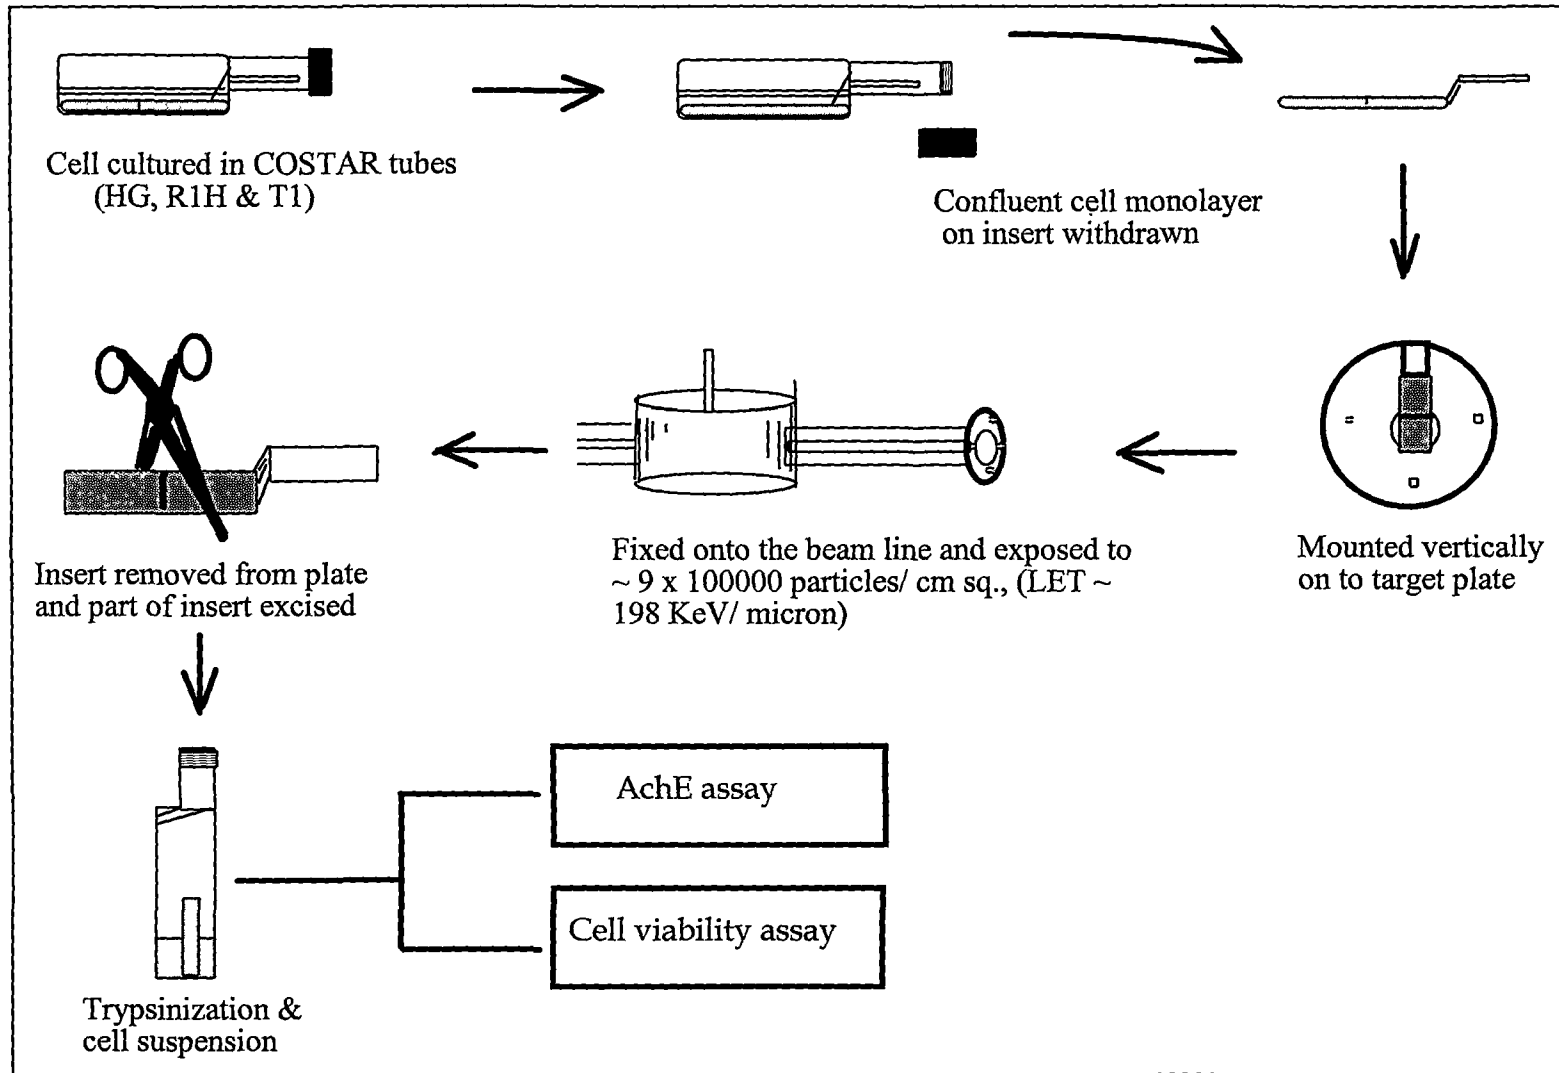 Cell cultured in COSTAR tubes
(HG, R1H & T1)
Confluent cell monolayer
on insert withdrawn
Mounted vertically
on to target plate
Fixed onto the beam line and exposed to
~ 9 x 100000 particles/ cm sq., (LET ~
198 KeV/ micron)
Insert removed from plate
and part of insert excised
Trypsinization &
cell suspension
AchE assay
Cell viability assay